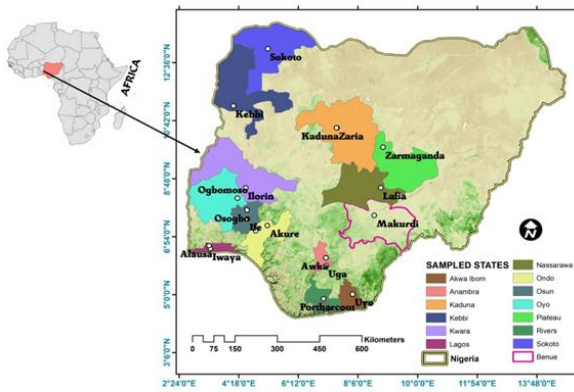 AFRICA
12°3,6"N
10°42'0"N
8°48'0"N
6°54'0"N
5°0'0"N
3°6'0"N
Sokoto
Kebbi
KadunaZaria
Zarmaganda
Ogbomoso
Ilorin
Lafia
Osogbo
Makurdi
Ife
Akure
Alausa
Iwaya
Awka
Uga
Portharcout
Uyo
N
SAMPLED STATES
Akwa Ibom
Anambra
Kaduna
Kebbi
Kwara
Lagos
Nigeria
Nassarawa
Ondo
Osun
Oyo
Plateau
Rivers
Sokoto
Benue
Kilometers
0 75 150 300 450 600
2°24'0"E 4°18'0"E 6°12'0"E 8°6'0"E 10°0'0"E 11°54'0"E 13°48'0"E